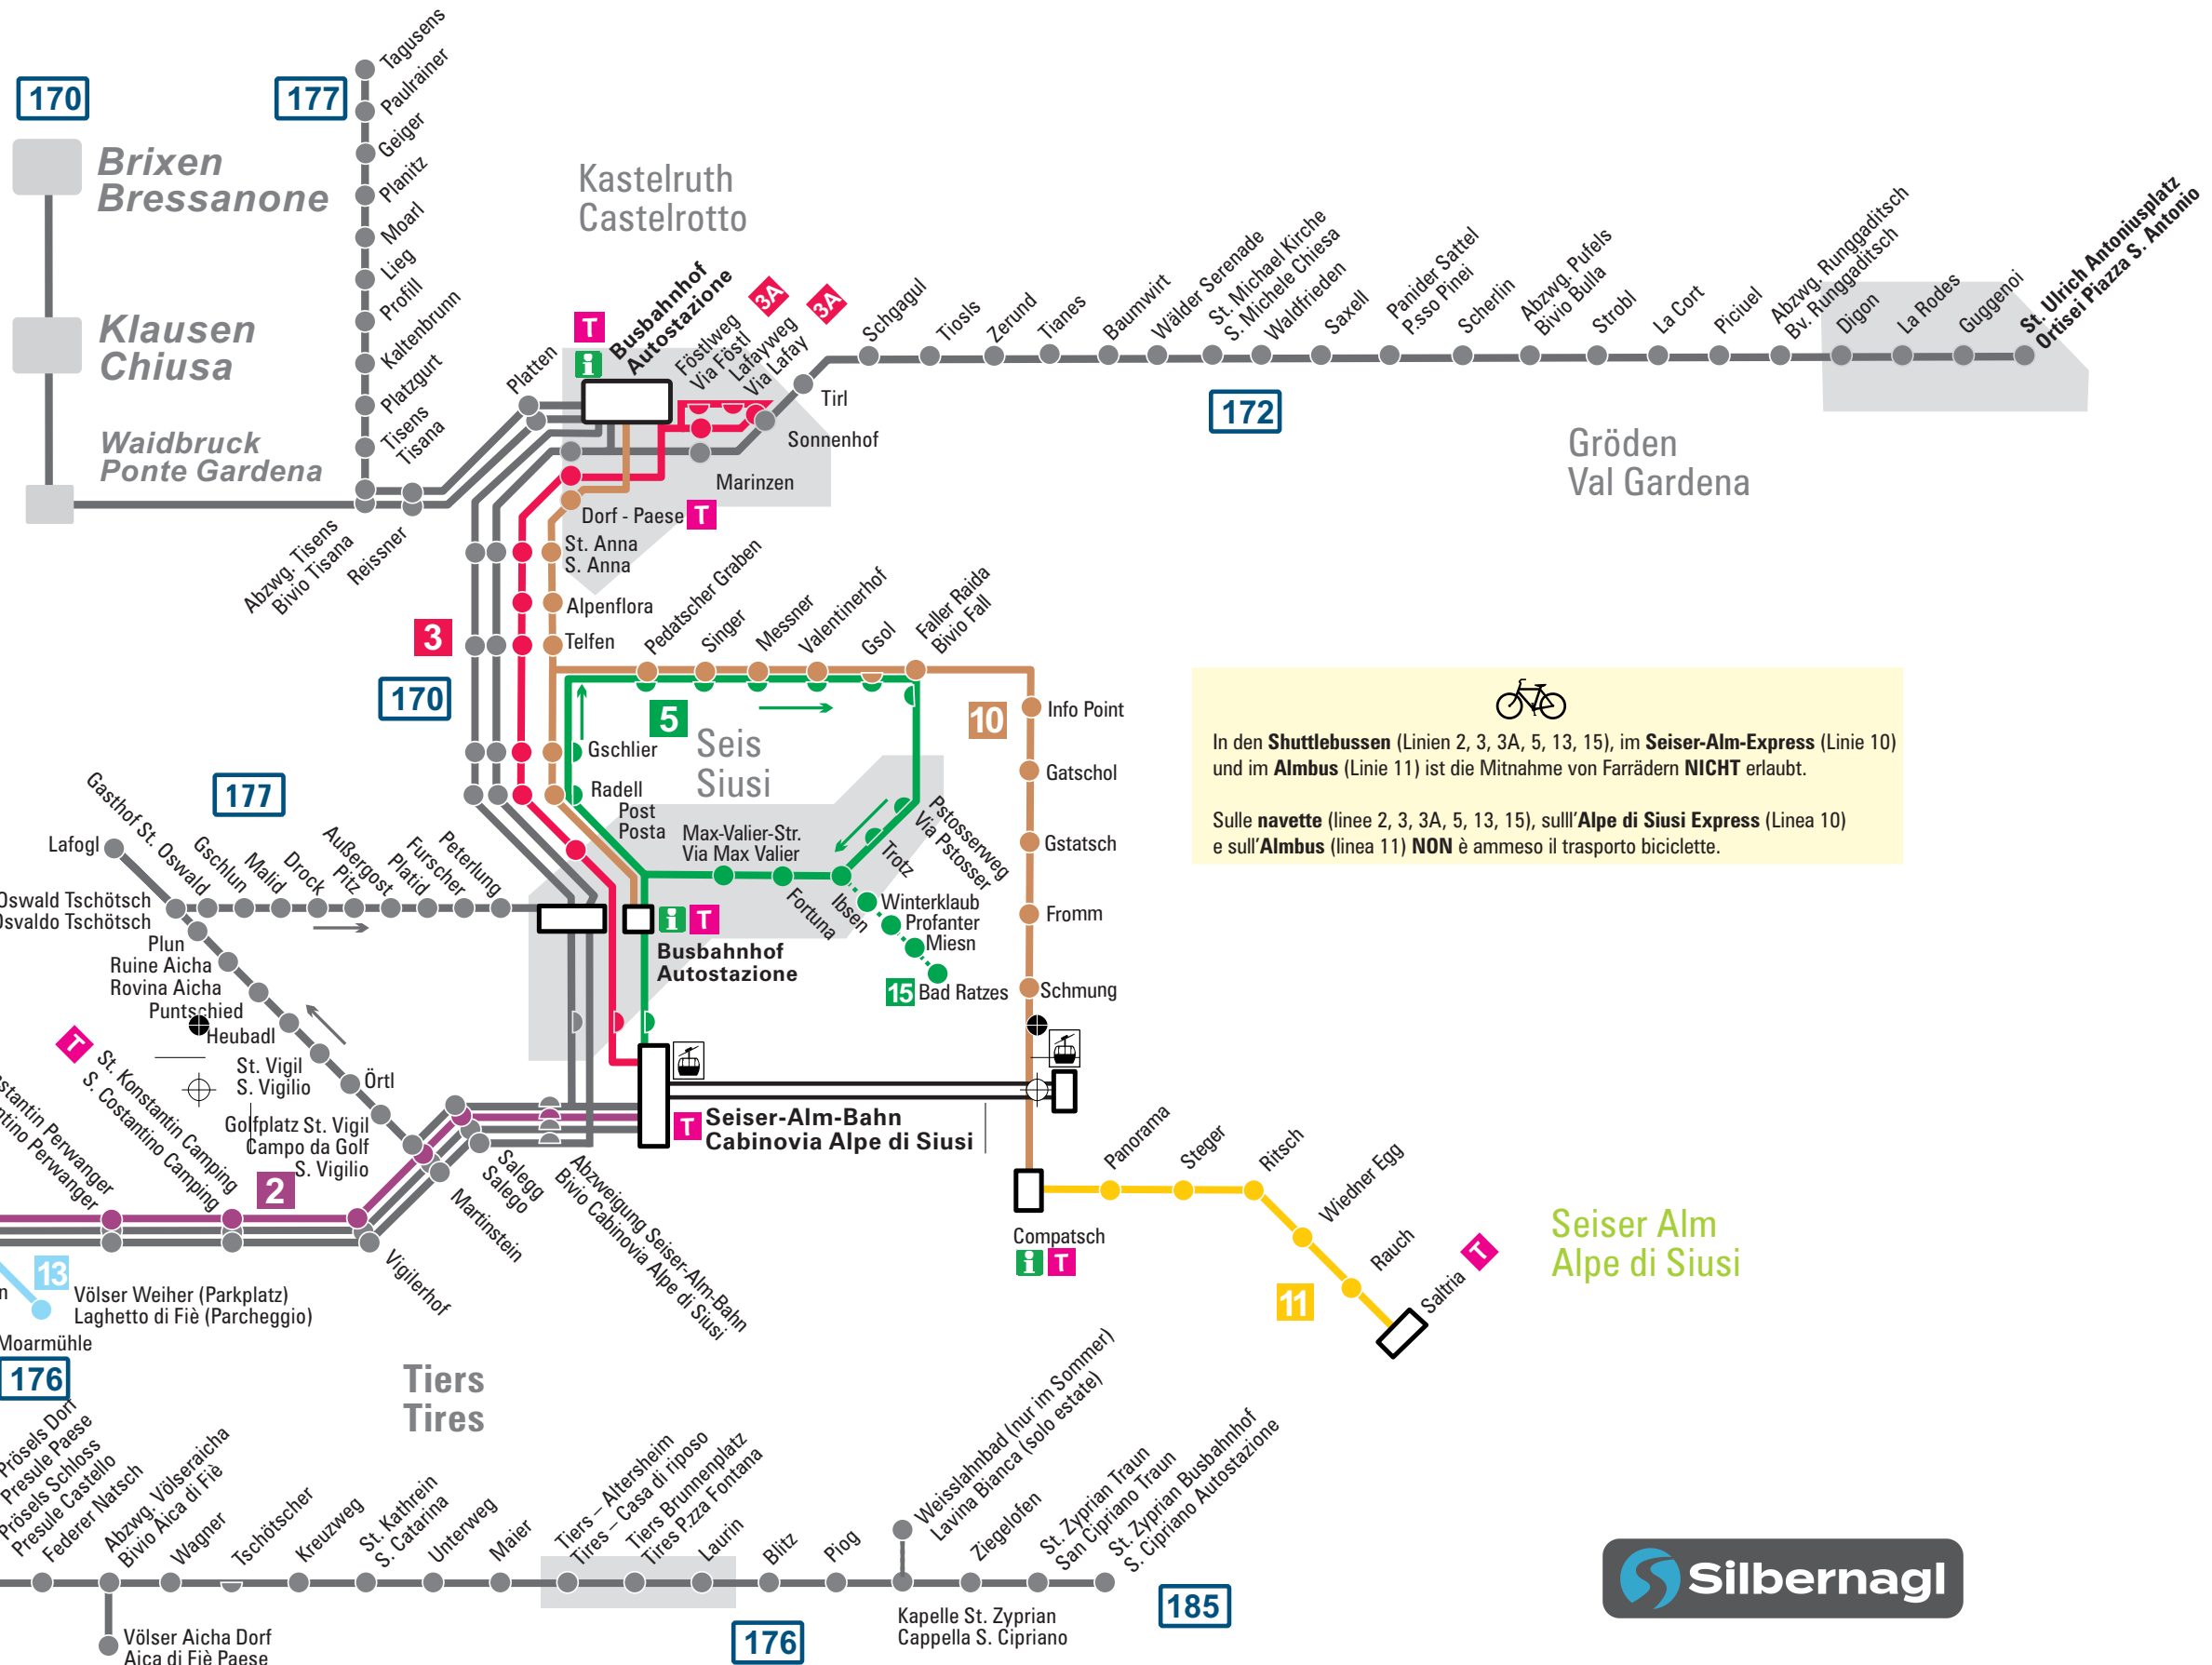 170
177
Tagusens
Paulrainer
Geiger
Planitz
Moarl
Lieg
Profill
Kaltenbrunn
Platzgurt
Tisens
Tisana
Brixen
Bressanone
Klausen
Chiusa
Waidbruck
Ponte Gardena
Abzwg. Tisens
Bivio Tisana
Reissner
Kastelruth
Castelrotto
Platten
T
i
Busbahnhof
Autostazione
Föstlweg
Via Föstl
Lafayweg
Via Lafay
3A
3A
Tirl
Sonnenhof
Marinzen
Dorf - Paese
T
Schgagul
Tiosls
Zerund
Tianes
Baumwirt
Wälder Serenade
St. Michael Kirche
S. Michele Chiesa
Waldfrieden
Saxell
Panider Sattel
P.sso Pinei
Scherlin
Abzwg. Pufels
Bivio Bulla
Strobl
La Cort
Piciuel
Abzwg. Runggaditsch
Bv. Runggaditsch
Digon
La Rodes
Guggenoi
St. Ulrich Antoniusplatz
Ortisei Piazza S. Antonio
172
Gröden
Val Gardena
St. Anna
S. Anna
Alpenflora
Telfen
3
170
Pedatscher Graben
Singer
Messner
Valentinerhof
Gsol
Faller Raida
Bivio Fall
5
10
Seis
Siusi
Gschlier
Radell
Post
Posta
Max-Valier-Str.
Via Max Valier
Fortuna
Ibsen
Trotz
Pstosserweg
Via Pstosser
Winterklaub
Profanter
Miesn
15
Bad Ratzes
i
T
Busbahnhof
Autostazione
Info Point
Gatschol
Gstatsch
Fromm
Schmung
In den Shuttlebussen (Linien 2, 3, 3A, 5, 13, 15), im Seiser-Alm-Express (Linie 10)
und im Almbus (Linie 11) ist die Mitnahme von Farrädern NICHT erlaubt.
Sulle navette (linee 2, 3, 3A, 5, 13, 15), sulll'Alpe di Siusi Express (Linea 10)
e sull'Almbus (linea 11) NON è ammeso il trasporto biciclette.
177
Lafogl
Gasthof St. Oswald
Gschlun
Malid
Drock
Außergost
Pitz
Platid
Furscher
Peterlung
Oswald Tschötsch
Osvaldo Tschötsch
Plun
Ruine Aicha
Rovina Aicha
Puntschied
Heubadl
St. Vigil
S. Vigilio
Örtl
Golfplatz St. Vigil
Campo da Golf
S. Vigilio
T
St. Konstantin Camping
S. Costantino Camping
stantin Perwanger
ntino Perwanger
2
Salegg
Salego
Martinstein
Vigilerhof
Abzweigung Seiser-Alm-Bahn
Bivio Cabinovia Alpe di Siusi
T
Seiser-Alm-Bahn
Cabinovia Alpe di Siusi
Compatsch
i
T
Panorama
Steger
Ritsch
Wiedner Egg
Rauch
Saltria
T
11
Seiser Alm
Alpe di Siusi
13
n
Völser Weiher (Parkplatz)
Laghetto di Fiè (Parcheggio)
Moarmühle
176
Tiers
Tires
Prösels Dorf
Presule Paese
Prösels Schloss
Presule Castello
Federer Natsch
Abzwg. Völseraicha
Bivio Aica di Fiè
Wagner
Tschötscher
Kreuzweg
St. Kathrein
S. Catarina
Unterweg
Maier
Tiers – Altersheim
Tires – Casa di riposo
Tiers Brunnenplatz
Tires P.zza Fontana
Laurin
Blitz
Piog
Weisslahnbad (nur im Sommer)
Lavina Bianca (solo estate)
Ziegelofen
St. Zyprian Traun
San Cipriano Traun
St. Zyprian Busbahnhof
S. Cipriano Autostazione
Kapelle St. Zyprian
Cappella S. Cipriano
185
176
Völser Aicha Dorf
Aica di Fiè Paese
Silbernagl